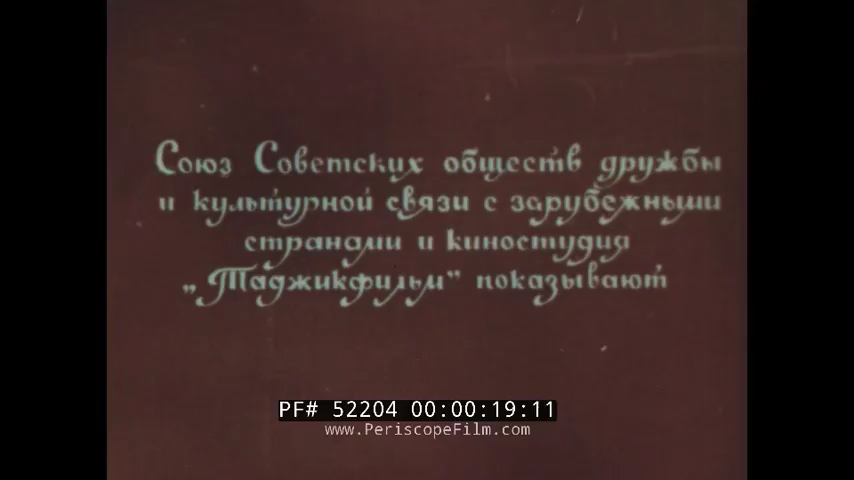 Союз Советских обществ дружбы
и культурной связи с зарубежными
странами и киностудия
„Таджикфильм" показывают
PF# 52204 00:00:19:11
www.PeriscopeFilm.com